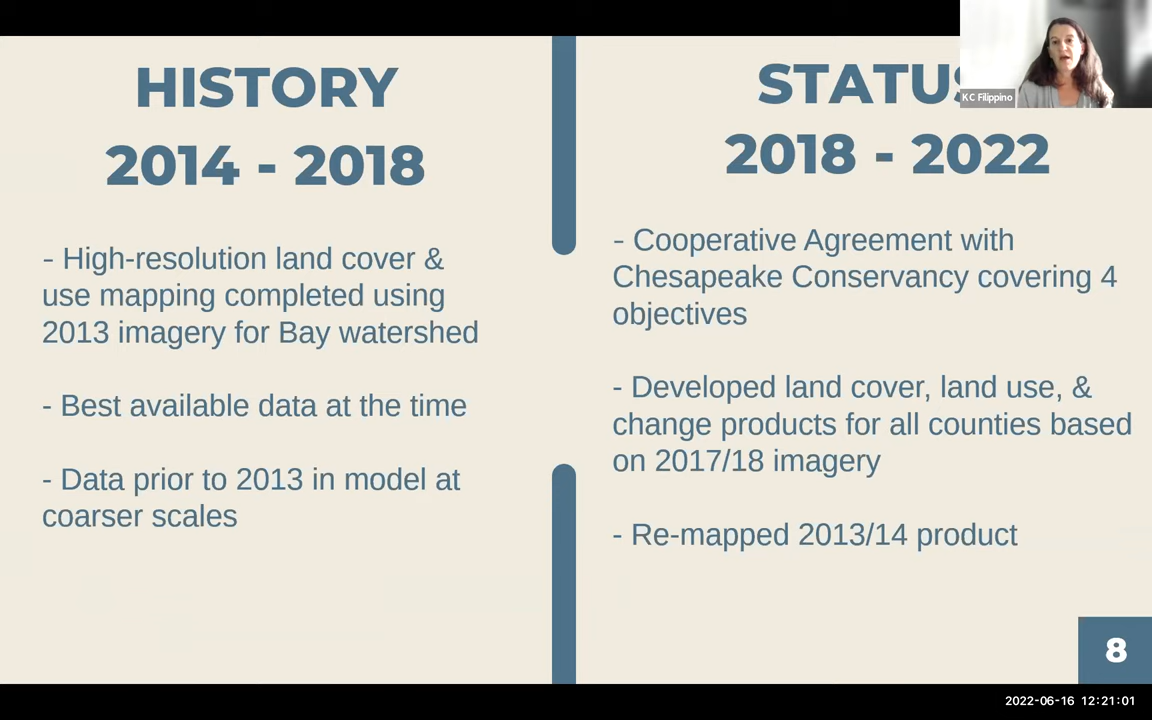 HISTORY
2014 - 2018
- High-resolution land cover &
use mapping completed using
2013 imagery for Bay watershed
- Best available data at the time
- Data prior to 2013 in model at
coarser scales
STATUS
2018 - 2022
- Cooperative Agreement with
Chesapeake Conservancy covering 4
objectives
- Developed land cover, land use, &
change products for all counties based
on 2017/18 imagery
- Re-mapped 2013/14 product
KC Filippino
8
2022-06-16 12:21:01